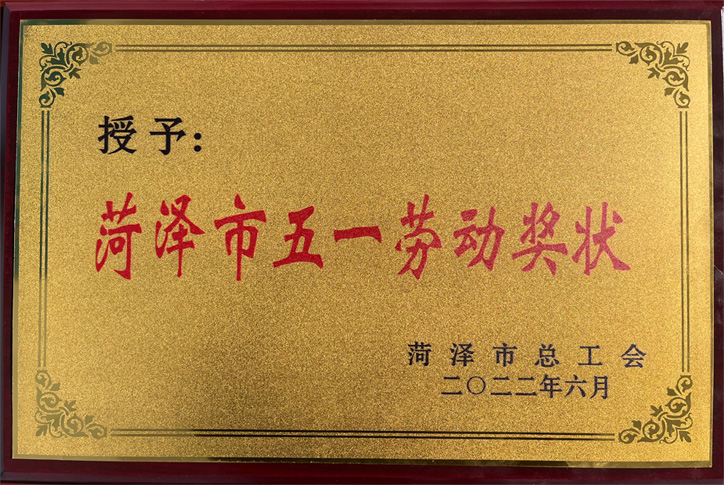 授予：
菏泽市五一劳动奖状
菏泽市总工会
二〇二二年六月